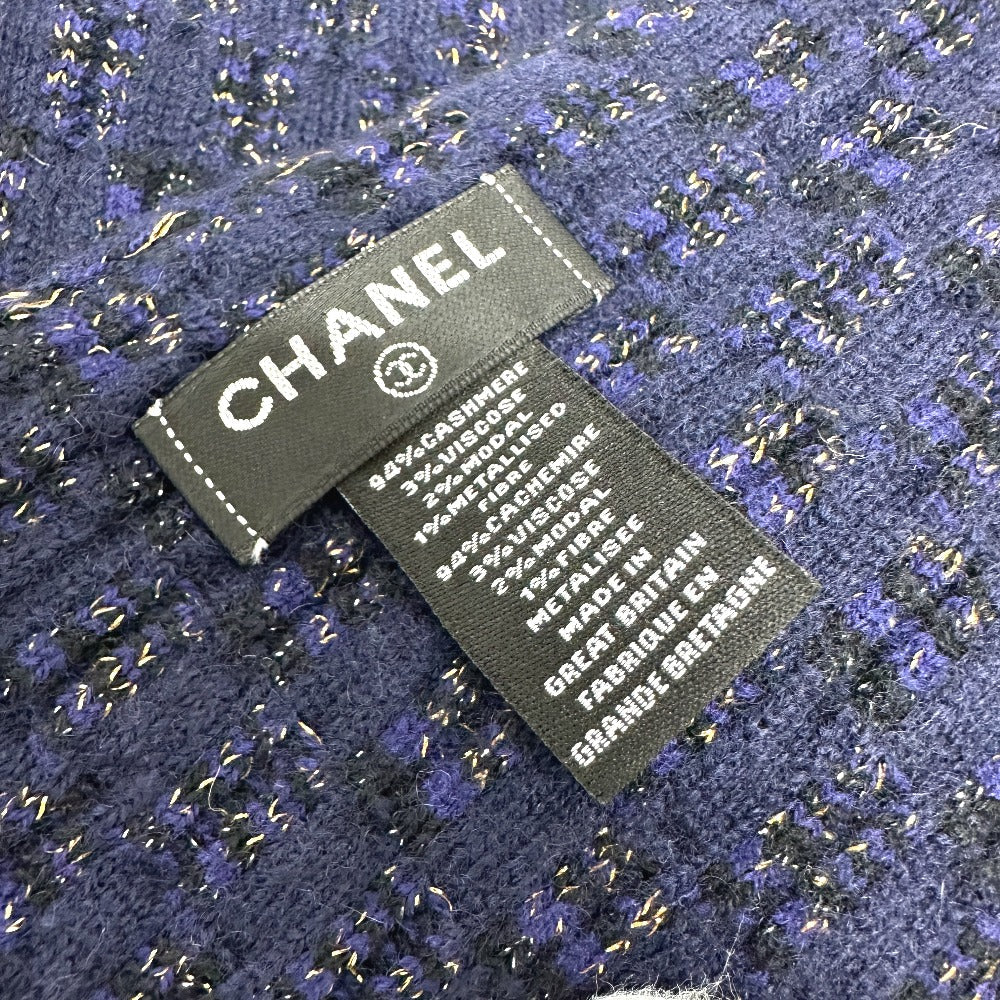 CHANEL
94%CASHMERE
3%VISCOSE
2%MODAL
1%METALLISED
FIBRE
94%CACHEMIRE
3%VISCOSE
2%MODAL
1%FIBRE
METALISE
MADE IN
GREAT BRITAIN
FABRIQUE EN
GRANDE BRETAGNE